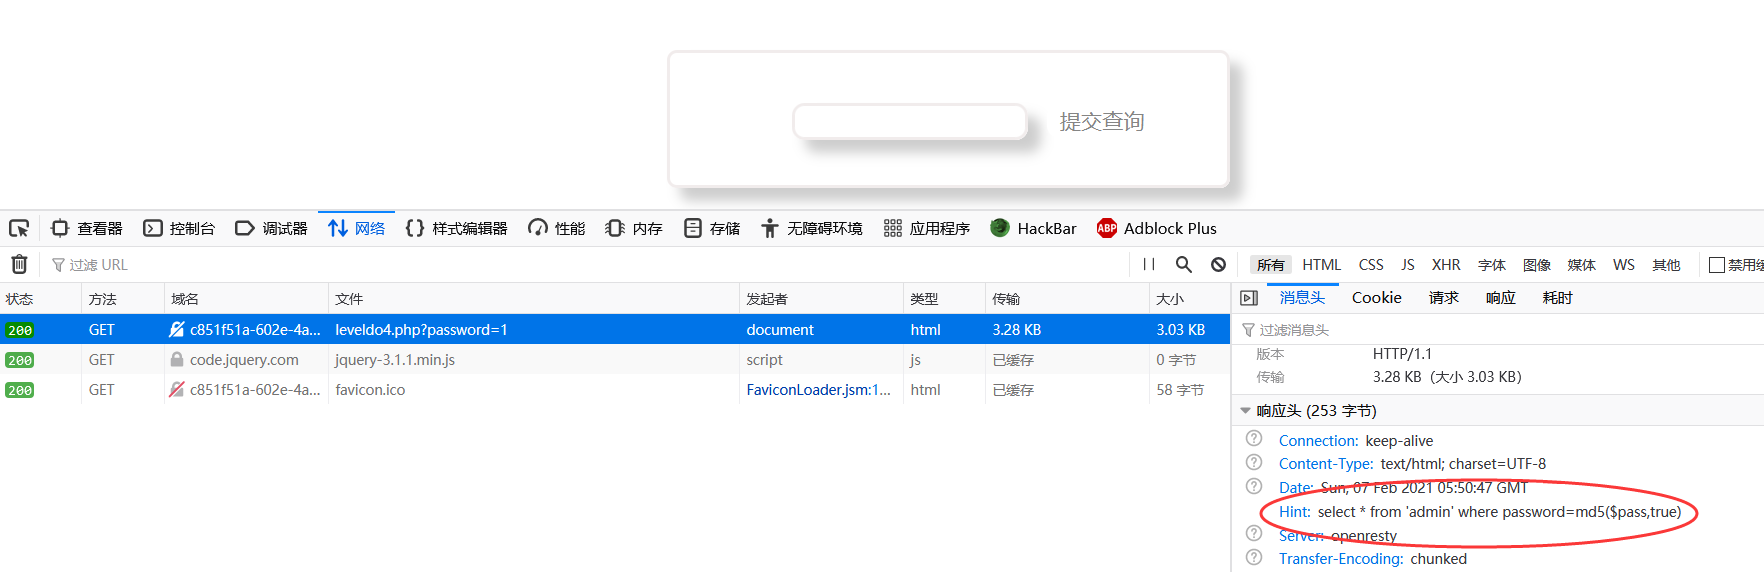 提交查询
查看器 控制台 调试器 网络 样式编辑器 性能 内存 存储 无障碍环境 应用程序 HackBar ABP Adblock Plus
过滤 URL 所有 HTML CSS JS XHR 字体 图像 媒体 WS 其他 禁用缓
状态 方法 域名 文件 发起者 类型 传输 大小
200 GET c851f51a-602e-4a... leveldo4.php?password=1 document html 3.28 KB 3.03 KB
200 GET code.jquery.com jquery-3.1.1.min.js script js 已缓存 0 字节
200 GET c851f51a-602e-4a... favicon.ico FaviconLoader.jsm:1... html 已缓存 58 字节
消息头 Cookie 请求 响应 耗时
过滤消息头
版本 HTTP/1.1
传输 3.28 KB（大小 3.03 KB）
响应头 (253 字节)
Connection: keep-alive
Content-Type: text/html; charset=UTF-8
Date: Sun, 07 Feb 2021 05:50:47 GMT
Hint: select * from 'admin' where password=md5($pass,true)
Server: openresty
Transfer-Encoding: chunked